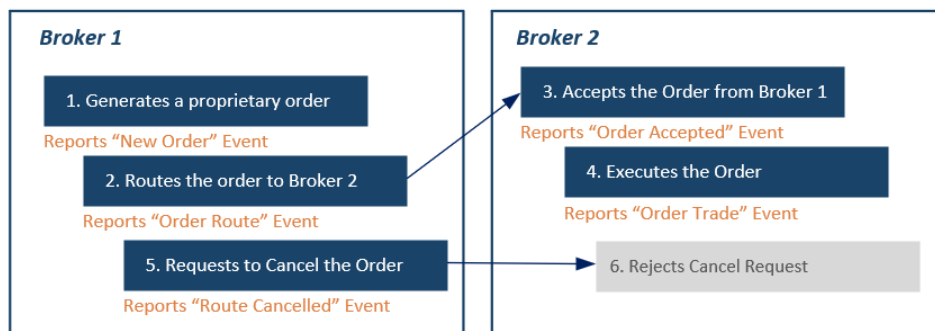 Broker 1
1. Generates a proprietary order
Reports “New Order” Event
2. Routes the order to Broker 2
Reports “Order Route” Event
5. Requests to Cancel the Order
Reports “Route Cancelled” Event
Broker 2
3. Accepts the Order from Broker 1
Reports “Order Accepted” Event
4. Executes the Order
Reports “Order Trade” Event
6. Rejects Cancel Request